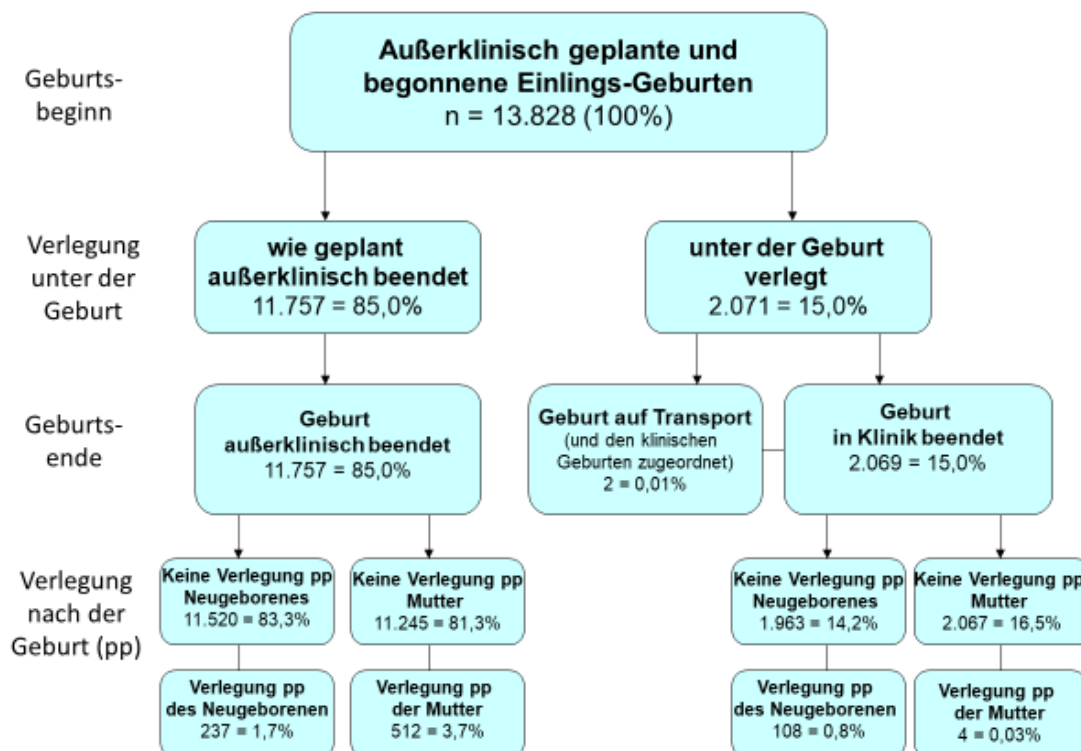 Außerklinisch geplante und
begonnene Einlings-Geburten
n = 13.828 (100%)
Geburts-
beginn
Verlegung
unter der
Geburt
wie geplant
außerklinisch beendet
11.757 = 85,0%
unter der Geburt
verlegt
2.071 = 15,0%
Geburts-
ende
Geburt
außerklinisch beendet
11.757 = 85,0%
Geburt auf Transport
(und den klinischen
Geburten zugeordnet)
2 = 0,01%
Geburt
in Klinik beendet
2.069 = 15,0%
Verlegung
nach der
Geburt (pp)
Keine Verlegung pp
Neugeborenes
11.520 = 83,3%
Keine Verlegung pp
Mutter
11.245 = 81,3%
Keine Verlegung pp
Neugeborenes
1.963 = 14,2%
Keine Verlegung pp
Mutter
2.067 = 16,5%
Verlegung pp
des Neugeborenen
237 = 1,7%
Verlegung pp
der Mutter
512 = 3,7%
Verlegung pp
des Neugeborenen
108 = 0,8%
Verlegung pp
der Mutter
4 = 0,03%